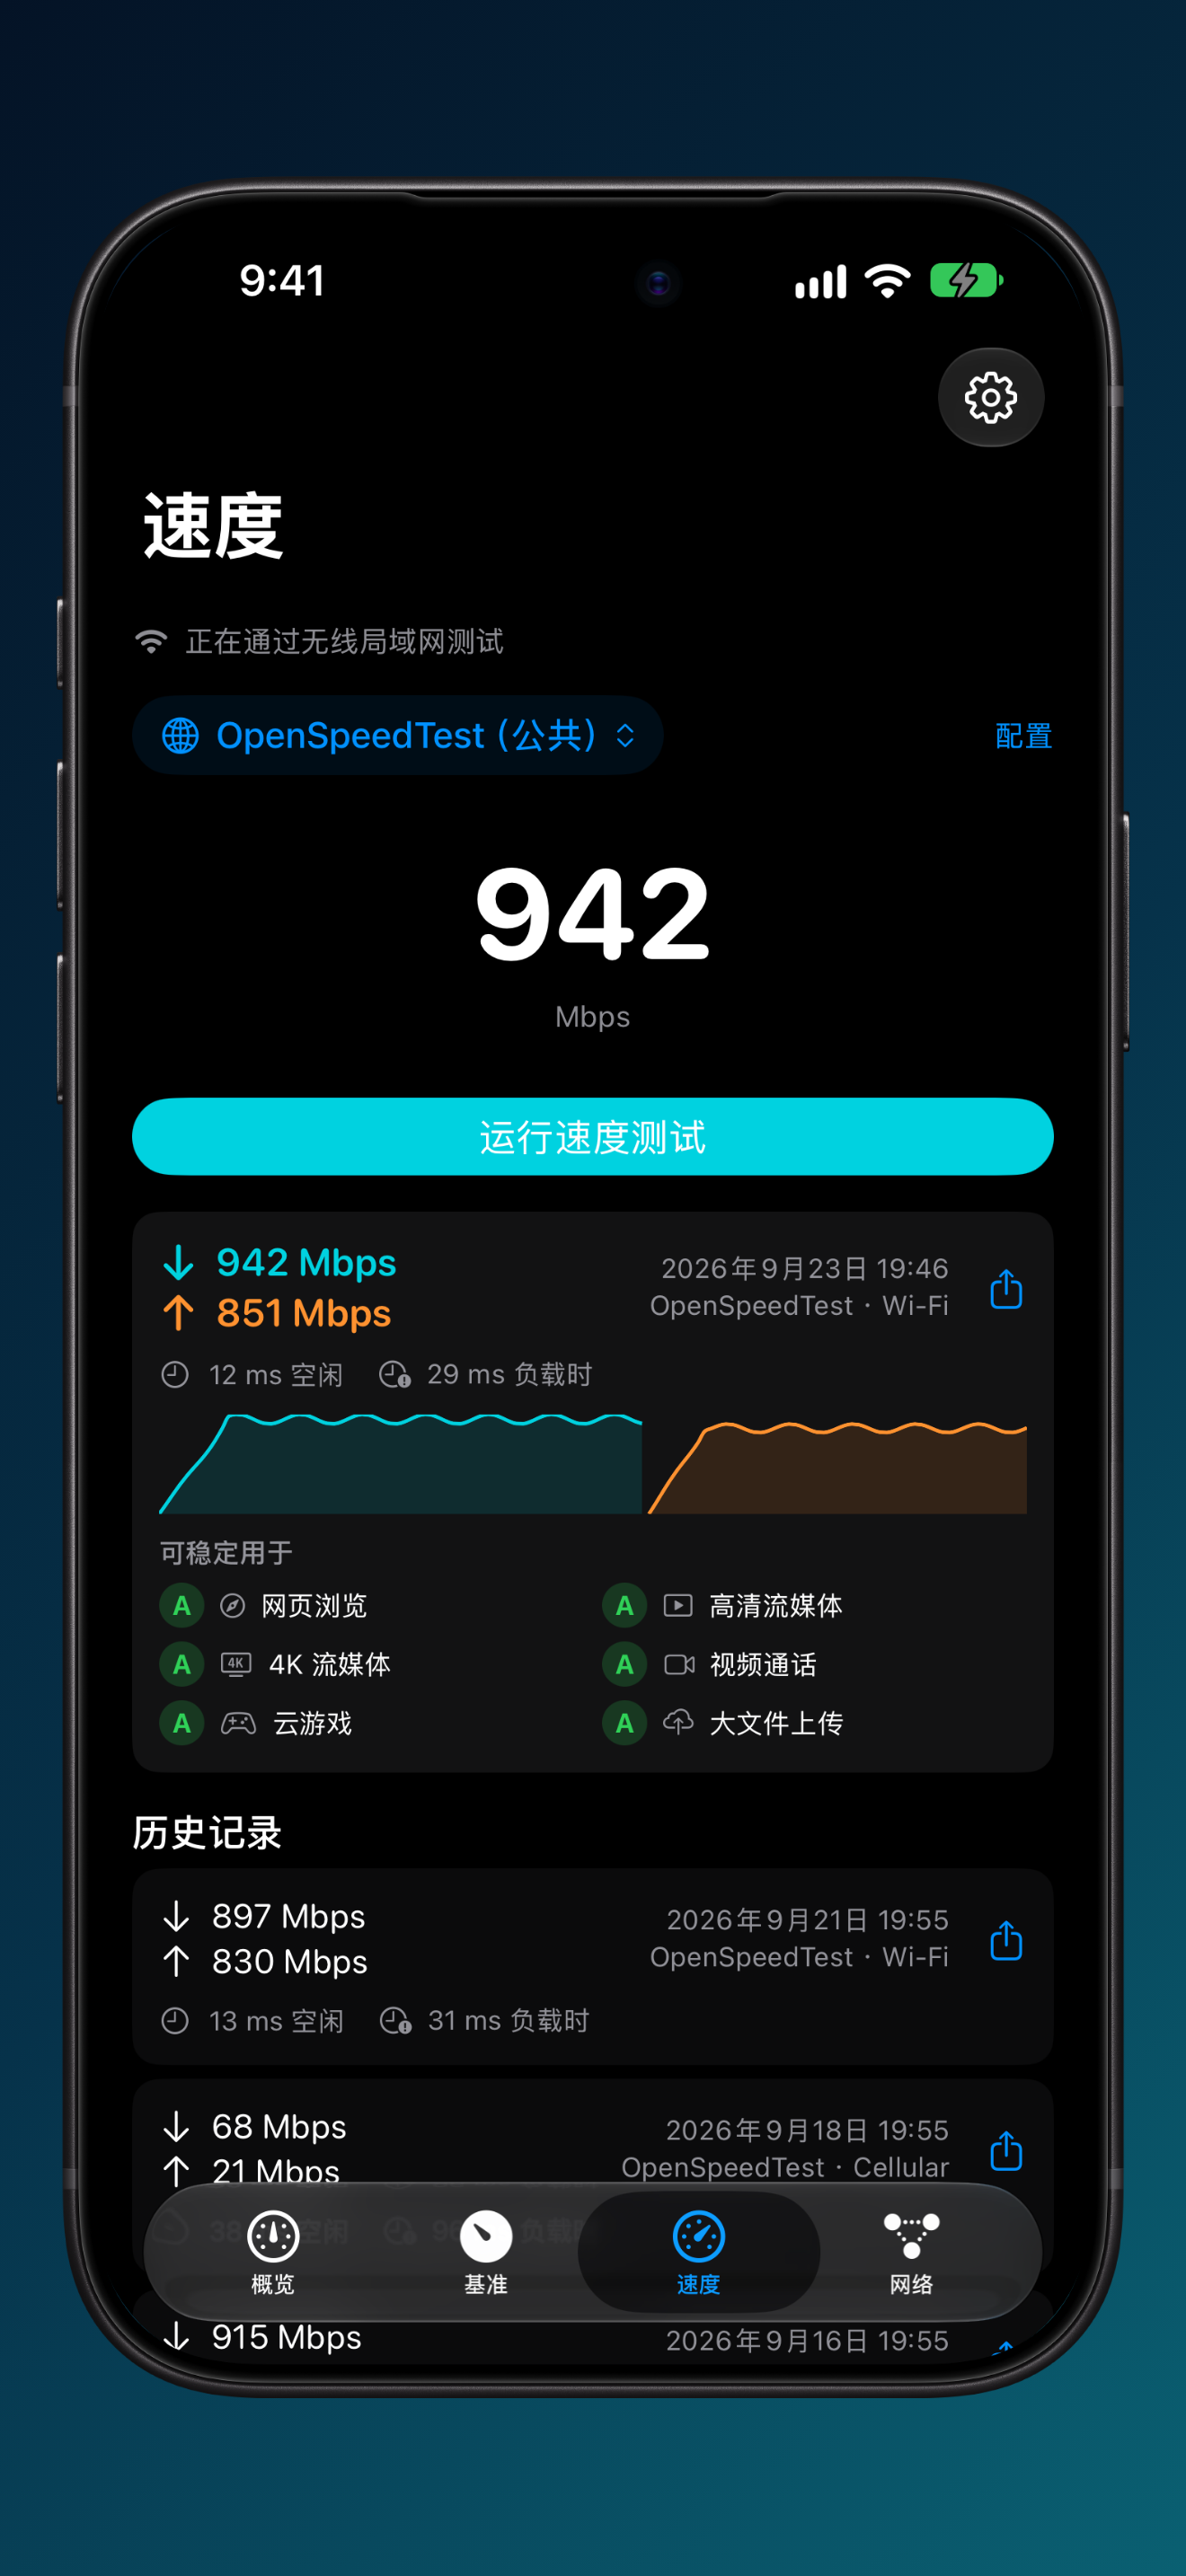 9:41
速度
正在通过无线局域网测试
OpenSpeedTest (公共)
配置
942
Mbps
运行速度测试
942 Mbps
2026年9月23日 19:46
851 Mbps
OpenSpeedTest · Wi-Fi
12 ms 空闲
29 ms 负载时
可稳定用于
A 网页浏览
A 高清流媒体
A 4K 4K 流媒体
A 视频通话
A 云游戏
A 大文件上传
历史记录
897 Mbps
2026年9月21日 19:55
830 Mbps
OpenSpeedTest · Wi-Fi
13 ms 空闲
31 ms 负载时
68 Mbps
2026年9月18日 19:55
21 Mbps
OpenSpeedTest · Cellular
概览
基准
速度
网络
915 Mbps
2026年9月16日 19:55